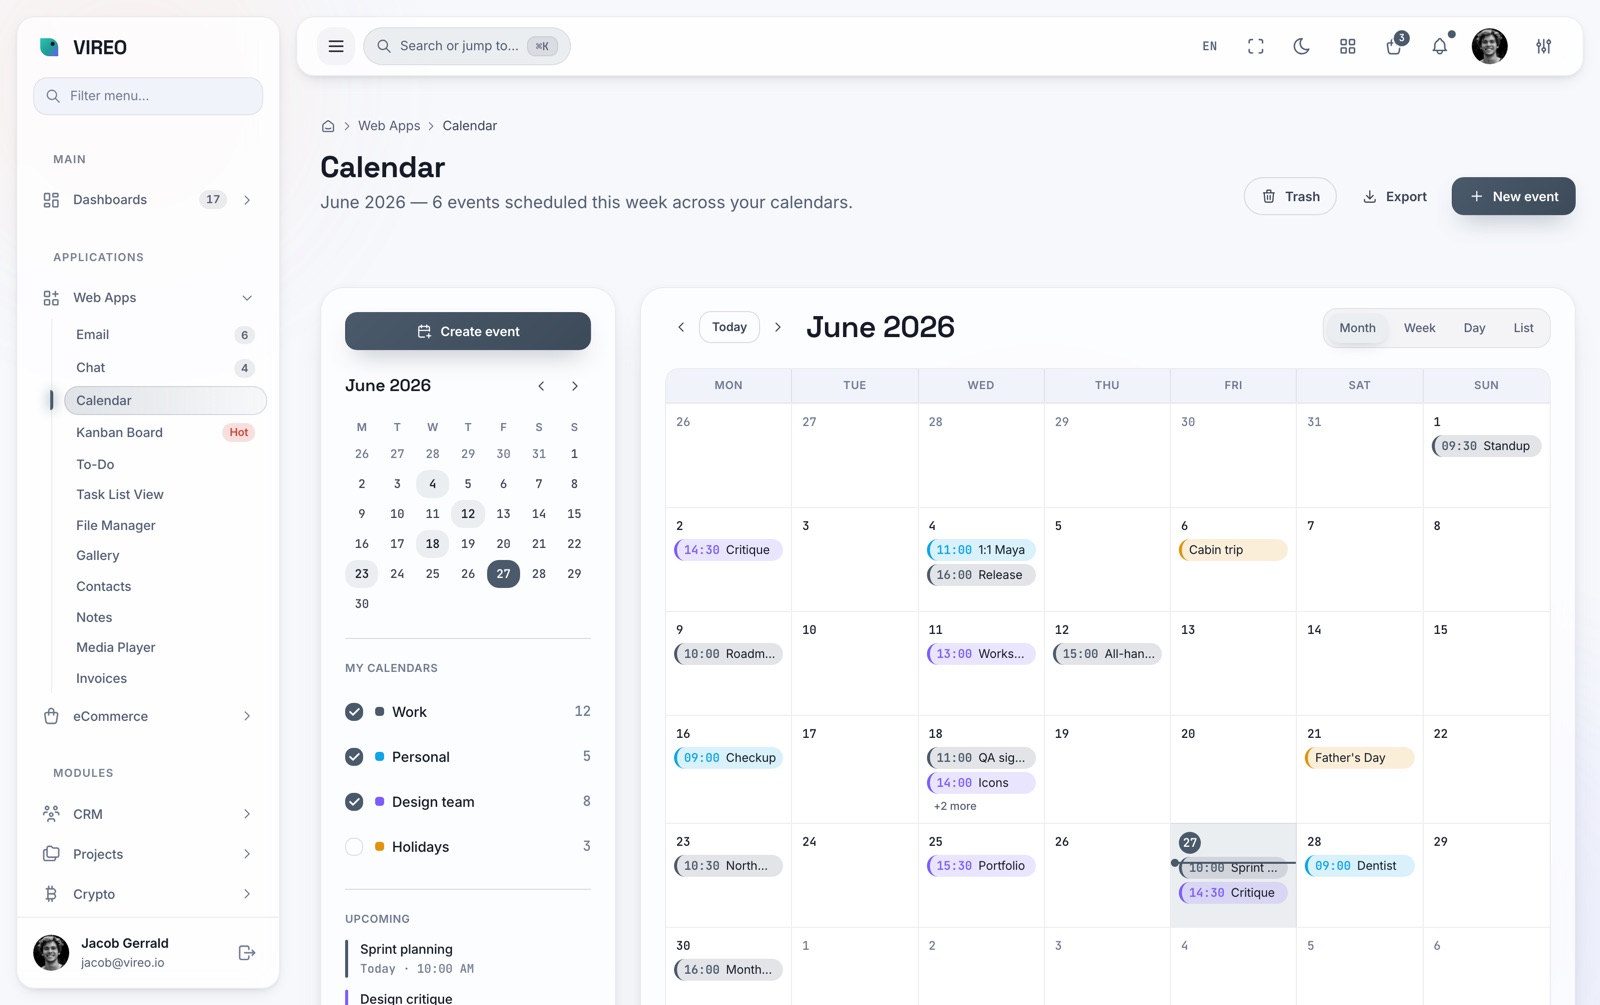 VIREO
Filter menu...
MAIN
Dashboards 17
APPLICATIONS
Web Apps
Email 6
Chat 4
Calendar
Kanban Board Hot
To-Do
Task List View
File Manager
Gallery
Contacts
Notes
Media Player
Invoices
eCommerce
MODULES
CRM
Projects
Crypto
Jacob Gerrald
jacob@vireo.io
Search or jump to... ⌘K
EN
3
Web Apps Calendar
Calendar
June 2026 — 6 events scheduled this week across your calendars.
Trash
Export
New event
Create event
June 2026
M T W T F S S
26 27 28 29 30 31 1
2 3 4 5 6 7 8
9 10 11 12 13 14 15
16 17 18 19 20 21 22
23 24 25 26 27 28 29
30
MY CALENDARS
Work 12
Personal 5
Design team 8
Holidays 3
UPCOMING
Sprint planning
Today · 10:00 AM
Design critique
Today
June 2026
Month Week Day List
MON TUE WED THU FRI SAT SUN
26 27 28 29 30 31 1
09:30 Standup
2 3 4 5 6 7 8
14:30 Critique 11:00 1:1 Maya Cabin trip
16:00 Release
9 10 11 12 13 14 15
10:00 Roadm... 13:00 Works... 15:00 All-han...
16 17 18 19 20 21 22
09:00 Checkup 11:00 QA sig... Father's Day
14:00 Icons
+2 more
23 24 25 26 27 28 29
10:30 North... 15:30 Portfolio 10:00 Sprint ... 09:00 Dentist
14:30 Critique
30 1 2 3 4 5 6
16:00 Month...